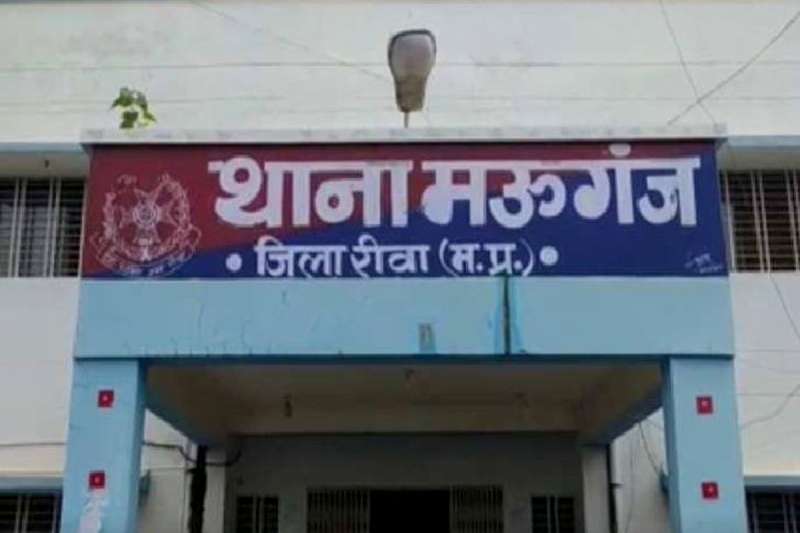 थाना मऊगंज
• जिला रीवा (म.प्र.) •